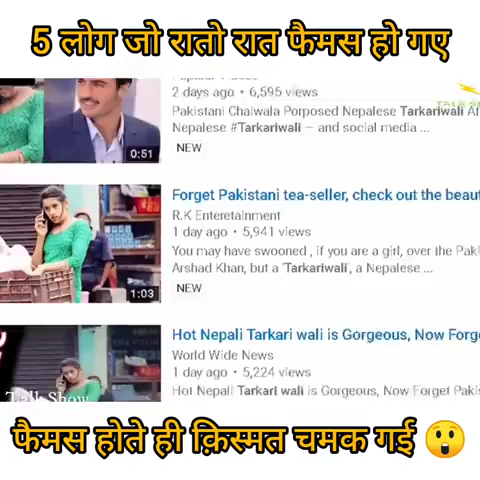 5 लोग जो रातो रात फैमस हो गए
2 days ago • 6,595 views
Pakistani Chaiwala Porposed Nepalese Tarkariwali Af
Nepalese #Tarkariwali – and social media ...
NEW
0:51
Forget Pakistani tea-seller, check out the beaut
R.K Enteretainment
1 day ago • 5,941 views
You may have swooned , if you are a girl, over the Paki
Arshad Khan, but a 'Tarkariwali', a Nepalese ...
NEW
1:03
Hot Nepali Tarkari wali is Gorgeous, Now Forge
World Wide News
1 day ago • 5,224 views
Hot Nepali Tarkari wali is Gorgeous, Now Forget Pakis
Talk Show
फैमस होते ही क़िस्मत चमक गई 😲